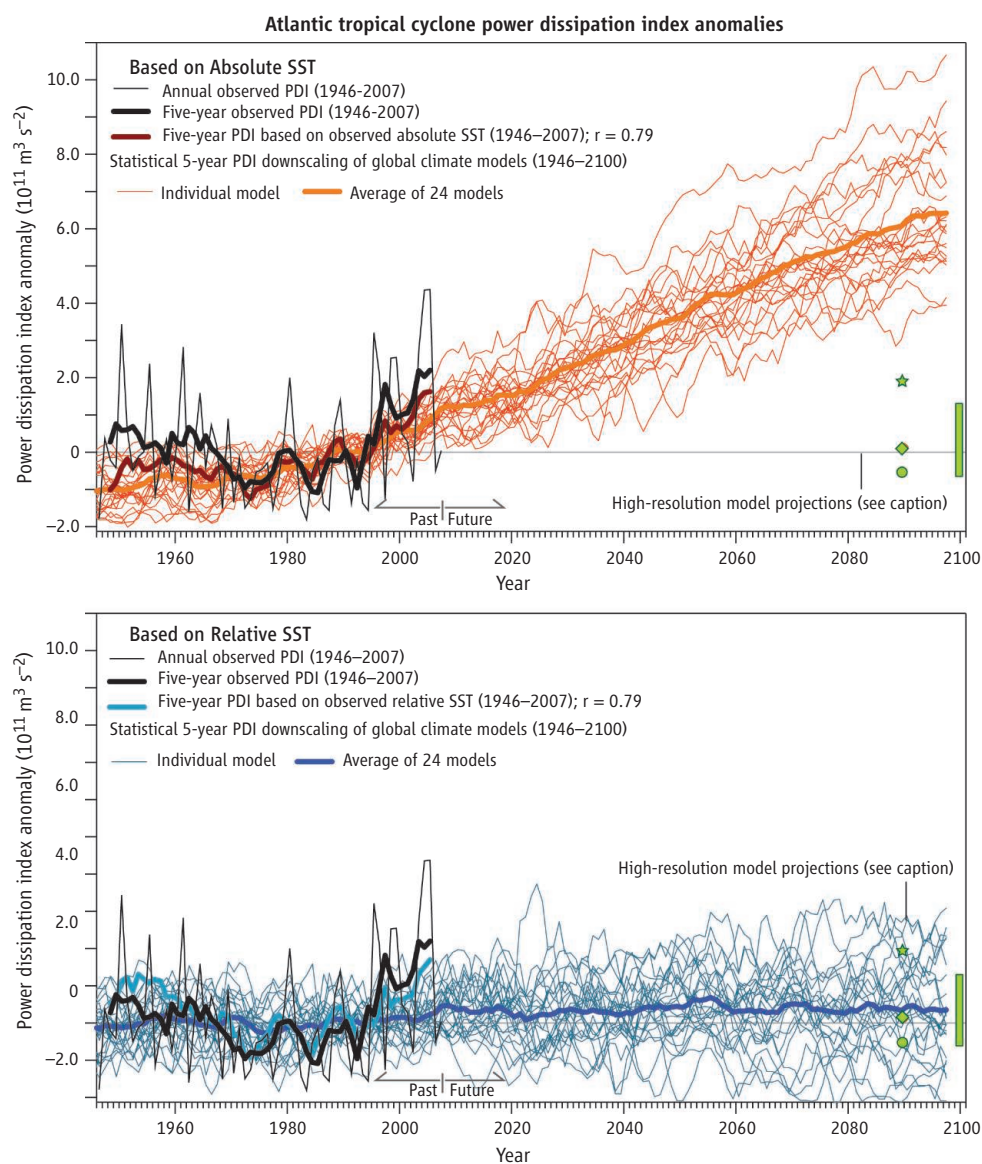 Atlantic tropical cyclone power dissipation index anomalies
Based on Absolute SST
Annual observed PDI (1946-2007)
Five-year observed PDI (1946-2007)
Five-year PDI based on observed absolute SST (1946–2007); r = 0.79
Statistical 5-year PDI downscaling of global climate models (1946–2100)
Individual model
Average of 24 models
Power dissipation index anomaly (10¹¹ m³ s⁻²)
10.0
8.0
6.0
4.0
2.0
0
–2.0
Past
Future
High-resolution model projections (see caption)
1960
1980
2000
2020
2040
2060
2080
2100
Year
Based on Relative SST
Annual observed PDI (1946–2007)
Five-year observed PDI (1946–2007)
Five-year PDI based on observed relative SST (1946–2007); r = 0.79
Statistical 5-year PDI downscaling of global climate models (1946–2100)
Individual model
Average of 24 models
Power dissipation index anomaly (10¹¹ m³ s⁻²)
10.0
8.0
6.0
4.0
2.0
0
–2.0
High-resolution model projections (see caption)
Past
Future
1960
1980
2000
2020
2040
2060
2080
2100
Year